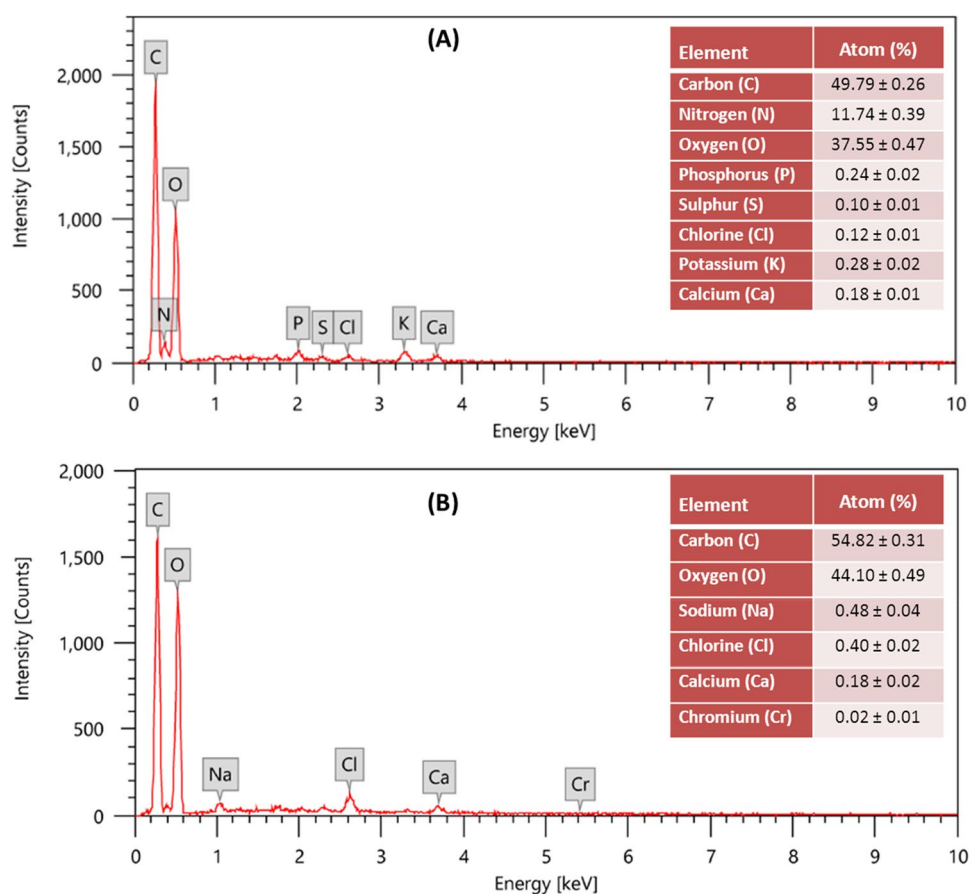 (A)
Intensity [Counts]
2,000
1,500
1,000
500
0
C
O
N
P
S
Cl
K
Ca
0 1 2 3 4 5 6 7 8 9 10
Energy [keV]
Element Atom (%)
Carbon (C) 49.79 ± 0.26
Nitrogen (N) 11.74 ± 0.39
Oxygen (O) 37.55 ± 0.47
Phosphorus (P) 0.24 ± 0.02
Sulphur (S) 0.10 ± 0.01
Chlorine (Cl) 0.12 ± 0.01
Potassium (K) 0.28 ± 0.02
Calcium (Ca) 0.18 ± 0.01
(B)
Intensity [Counts]
2,000
1,500
1,000
500
0
C
O
Na
Cl
Ca
Cr
0 1 2 3 4 5 6 7 8 9 10
Energy [keV]
Element Atom (%)
Carbon (C) 54.82 ± 0.31
Oxygen (O) 44.10 ± 0.49
Sodium (Na) 0.48 ± 0.04
Chlorine (Cl) 0.40 ± 0.02
Calcium (Ca) 0.18 ± 0.02
Chromium (Cr) 0.02 ± 0.01